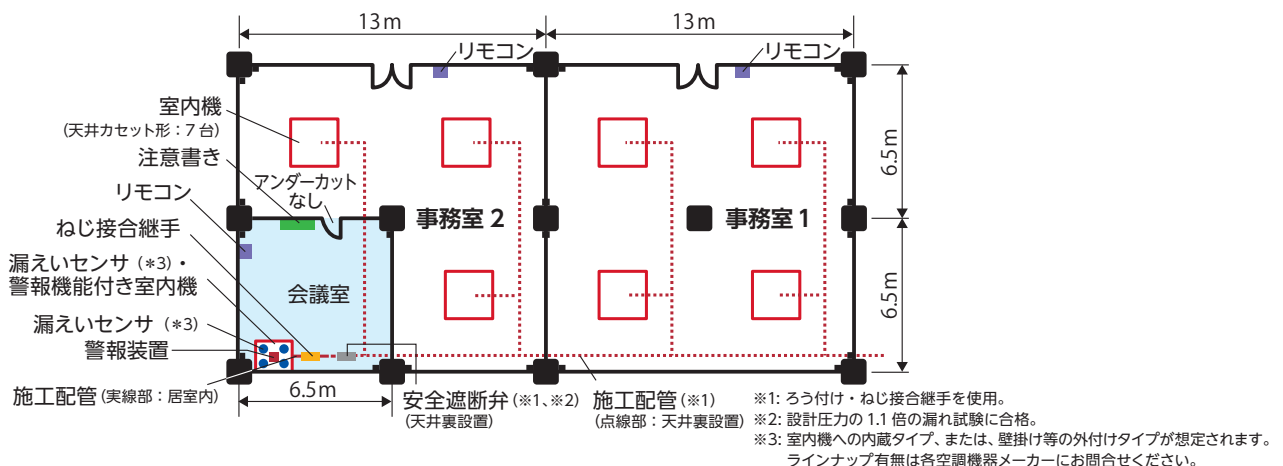 13m
13m
リモコン
リモコン
室内機
(天井カセット形：7台)
注意書き
アンダーカット
なし
リモコン
ねじ接合継手
事務室2
事務室1
6.5m
漏えいセンサ(*3)・
警報機能付き室内機
会議室
6.5m
漏えいセンサ(*3)
警報装置
施工配管(実線部：居室内)
6.5m
安全遮断弁(※1、※2)
(天井裏設置)
施工配管(※1)
(点線部：天井裏設置)
※1: ろう付け・ねじ接合継手を使用。
※2: 設計圧力の1.1倍の漏れ試験に合格。
※3: 室内機への内蔵タイプ、または、壁掛け等の外付けタイプが想定されます。
ラインナップ有無は各空調機器メーカーにお問合せください。